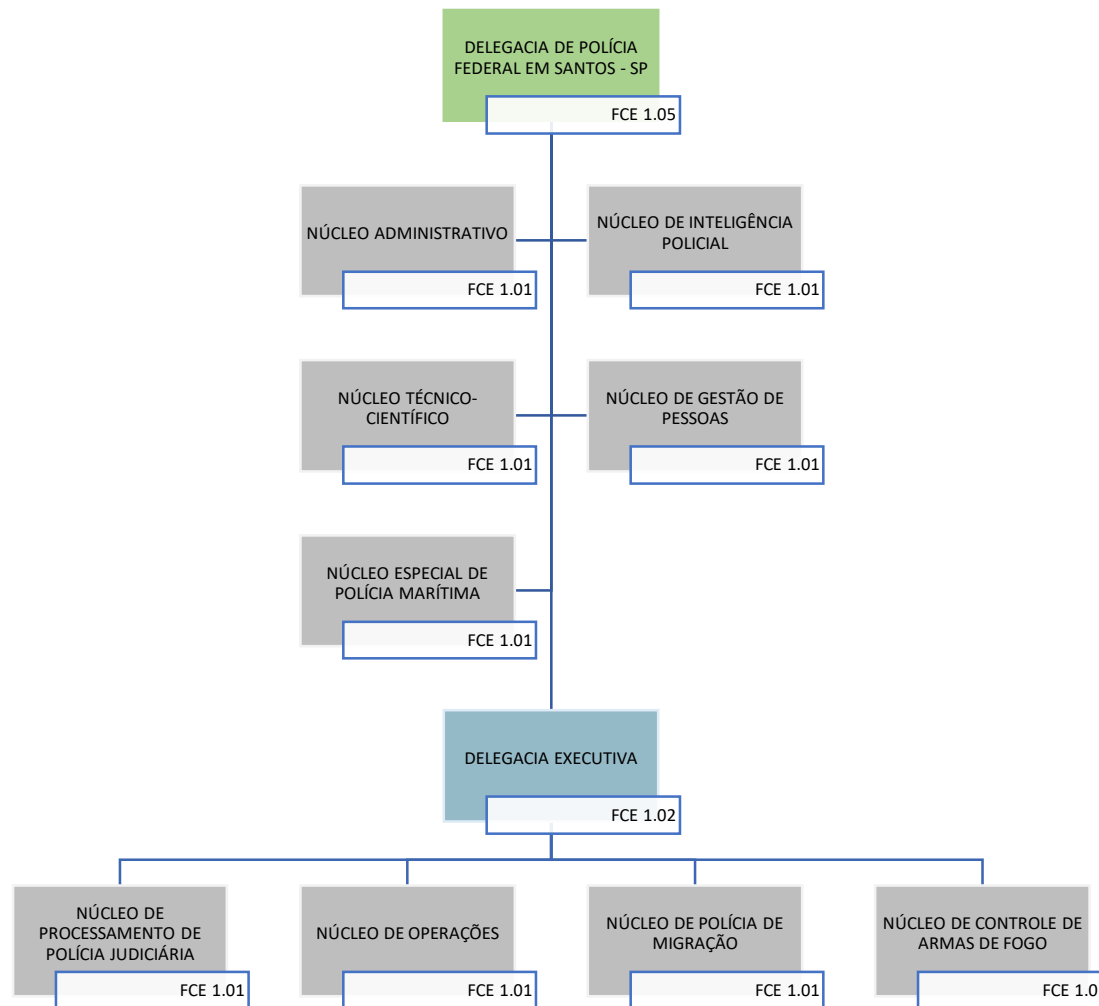 DELEGACIA DE POLÍCIA
FEDERAL EM SANTOS - SP
FCE 1.05
NÚCLEO ADMINISTRATIVO
FCE 1.01
NÚCLEO DE INTELIGÊNCIA
POLICIAL
FCE 1.01
NÚCLEO TÉCNICO-
CIENTÍFICO
FCE 1.01
NÚCLEO DE GESTÃO DE
PESSOAS
FCE 1.01
NÚCLEO ESPECIAL DE
POLÍCIA MARÍTIMA
FCE 1.01
DELEGACIA EXECUTIVA
FCE 1.02
NÚCLEO DE
PROCESSAMENTO DE
POLÍCIA JUDICIÁRIA
FCE 1.01
NÚCLEO DE OPERAÇÕES
FCE 1.01
NÚCLEO DE POLÍCIA DE
MIGRAÇÃO
FCE 1.01
NÚCLEO DE CONTROLE DE
ARMAS DE FOGO
FCE 1.0